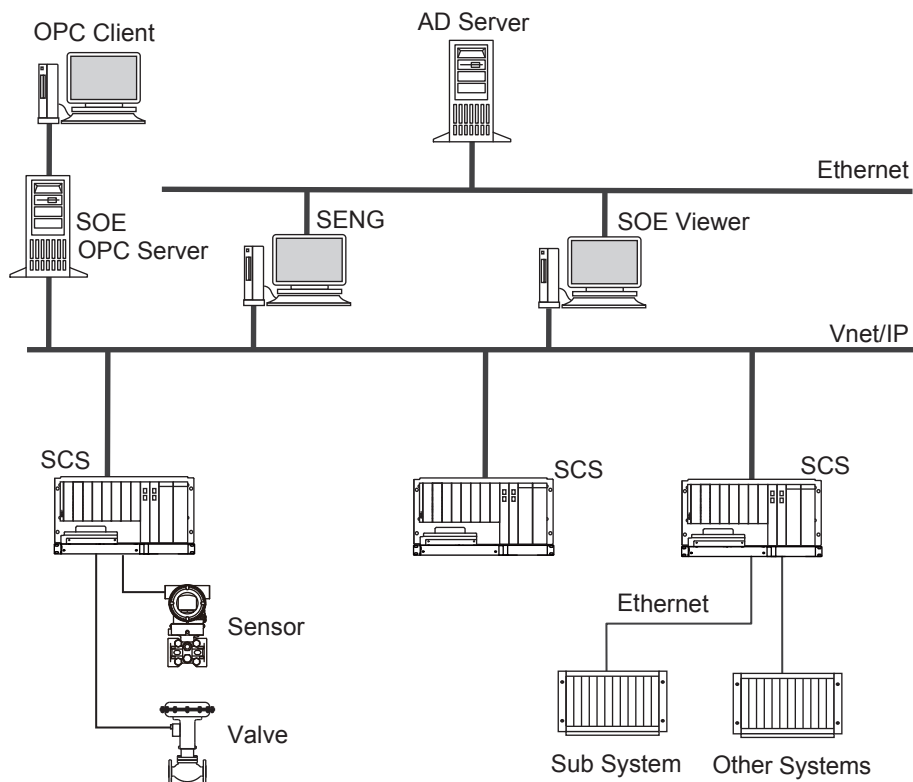 OPC Client
AD Server
Ethernet
SOE
OPC Server
SENG
SOE Viewer
Vnet/IP
SCS
SCS
SCS
Ethernet
Sensor
Valve
Sub System
Other Systems